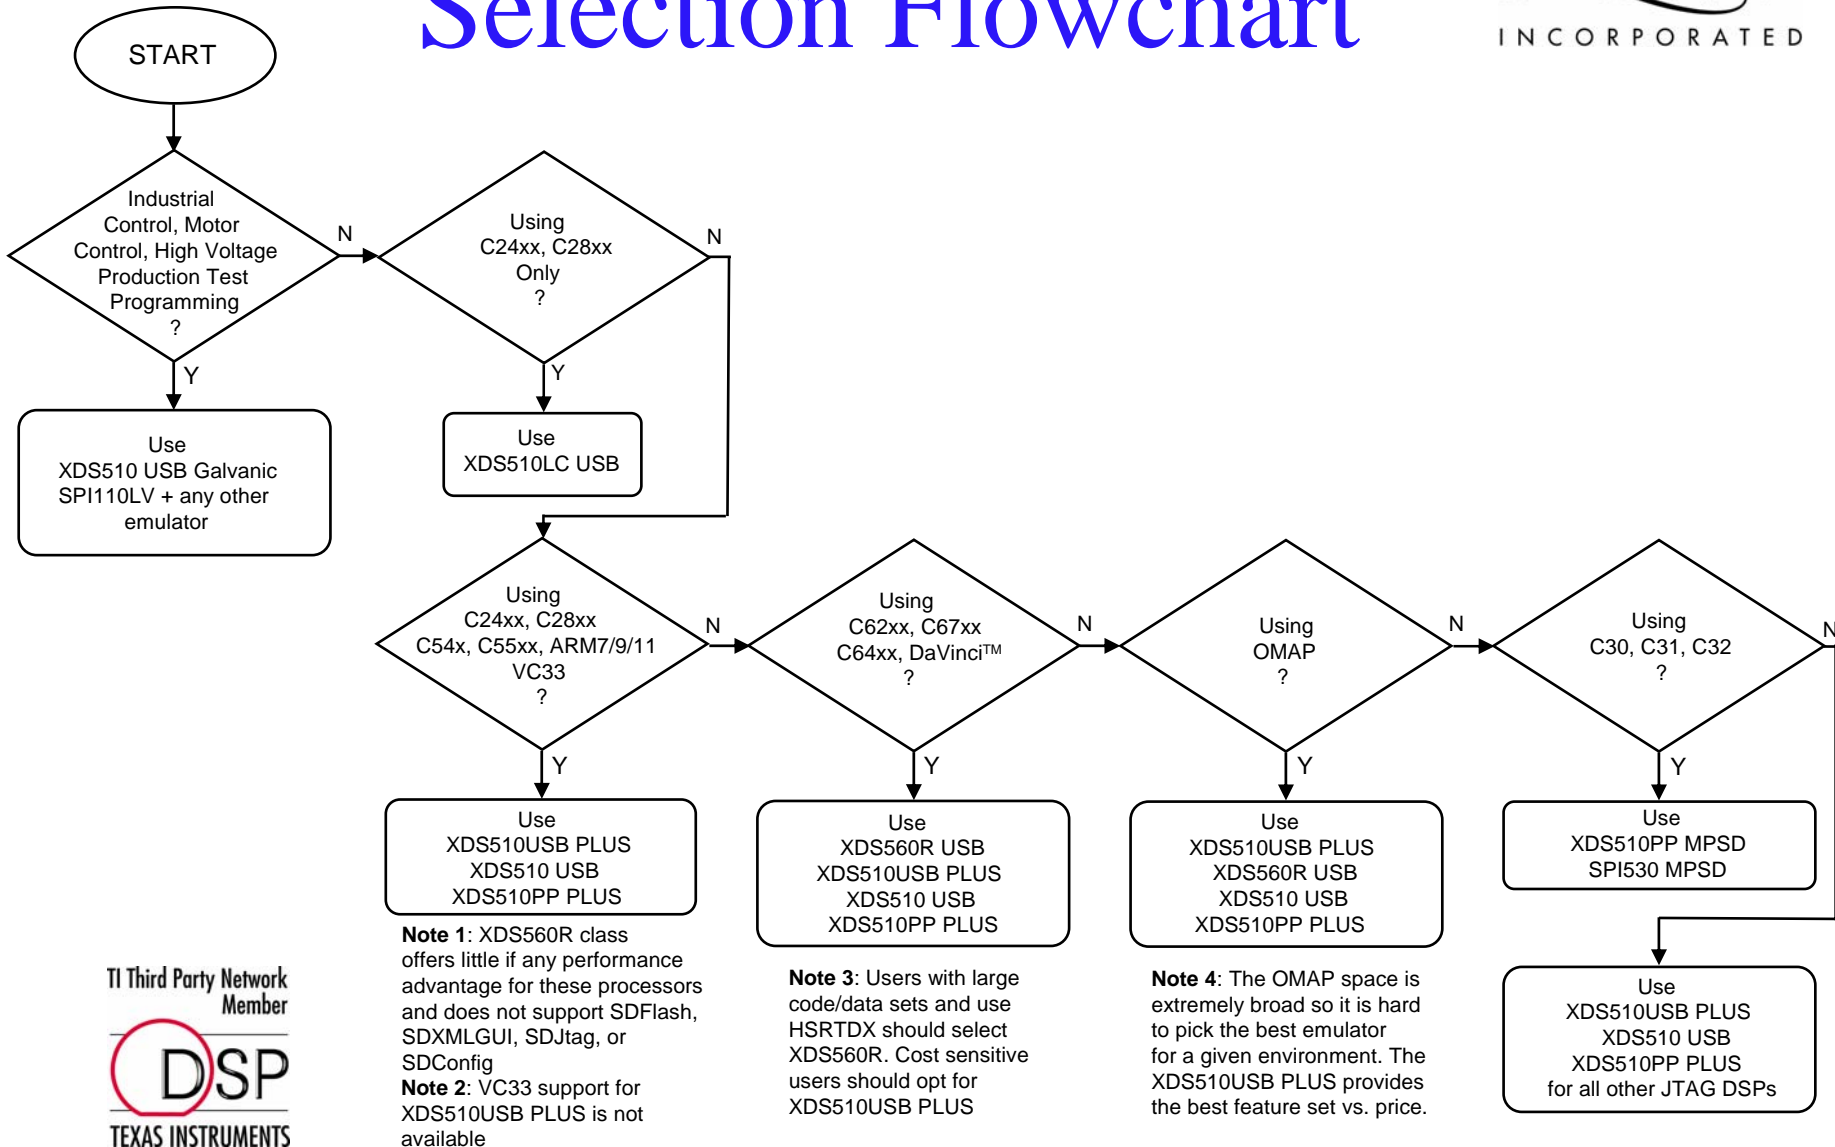 Selection Flowchart
INCORPORATED
START
Industrial
Control, Motor
Control, High Voltage
Production Test
Programming
?
N
Y
Using
C24xx, C28xx
Only
?
N
Y
Use
XDS510 USB Galvanic
SPI110LV + any other
emulator
Use
XDS510LC USB
Using
C24xx, C28xx
C54x, C55xx, ARM7/9/11
VC33
?
N
Y
Using
C62xx, C67xx
C64xx, DaVinci™
?
N
Y
Using
OMAP
?
N
Y
Using
C30, C31, C32
?
N
Y
Use
XDS510USB PLUS
XDS510 USB
XDS510PP PLUS
Use
XDS560R USB
XDS510USB PLUS
XDS510 USB
XDS510PP PLUS
Use
XDS510USB PLUS
XDS560R USB
XDS510 USB
XDS510PP PLUS
Use
XDS510PP MPSD
SPI530 MPSD
Note 1: XDS560R class
offers little if any performance
advantage for these processors
and does not support SDFlash,
SDXMLGUI, SDJtag, or
SDConfig
Note 2: VC33 support for
XDS510USB PLUS is not
available
Note 3: Users with large
code/data sets and use
HSRTDX should select
XDS560R. Cost sensitive
users should opt for
XDS510USB PLUS
Note 4: The OMAP space is
extremely broad so it is hard
to pick the best emulator
for a given environment. The
XDS510USB PLUS provides
the best feature set vs. price.
Use
XDS510USB PLUS
XDS510 USB
XDS510PP PLUS
for all other JTAG DSPs
TI Third Party Network
Member
DSP
TEXAS INSTRUMENTS